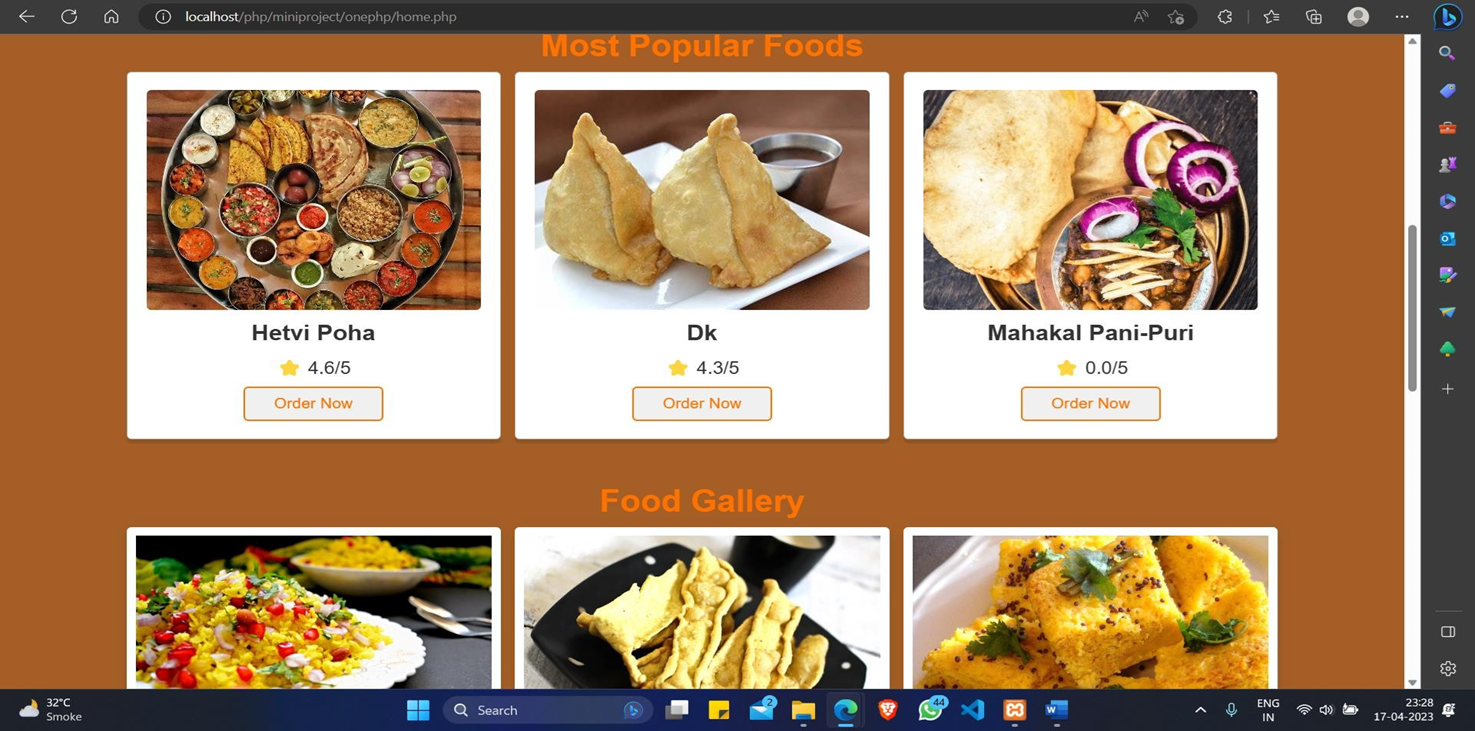 localhost/php/miniproject/onephp/home.php
Most Popular Foods
Hetvi Poha
4.6/5
Order Now
Dk
4.3/5
Order Now
Mahakal Pani-Puri
0.0/5
Order Now
Food Gallery
32°C
Smoke
Search
2
44
ENG
IN
23:28
17-04-2023